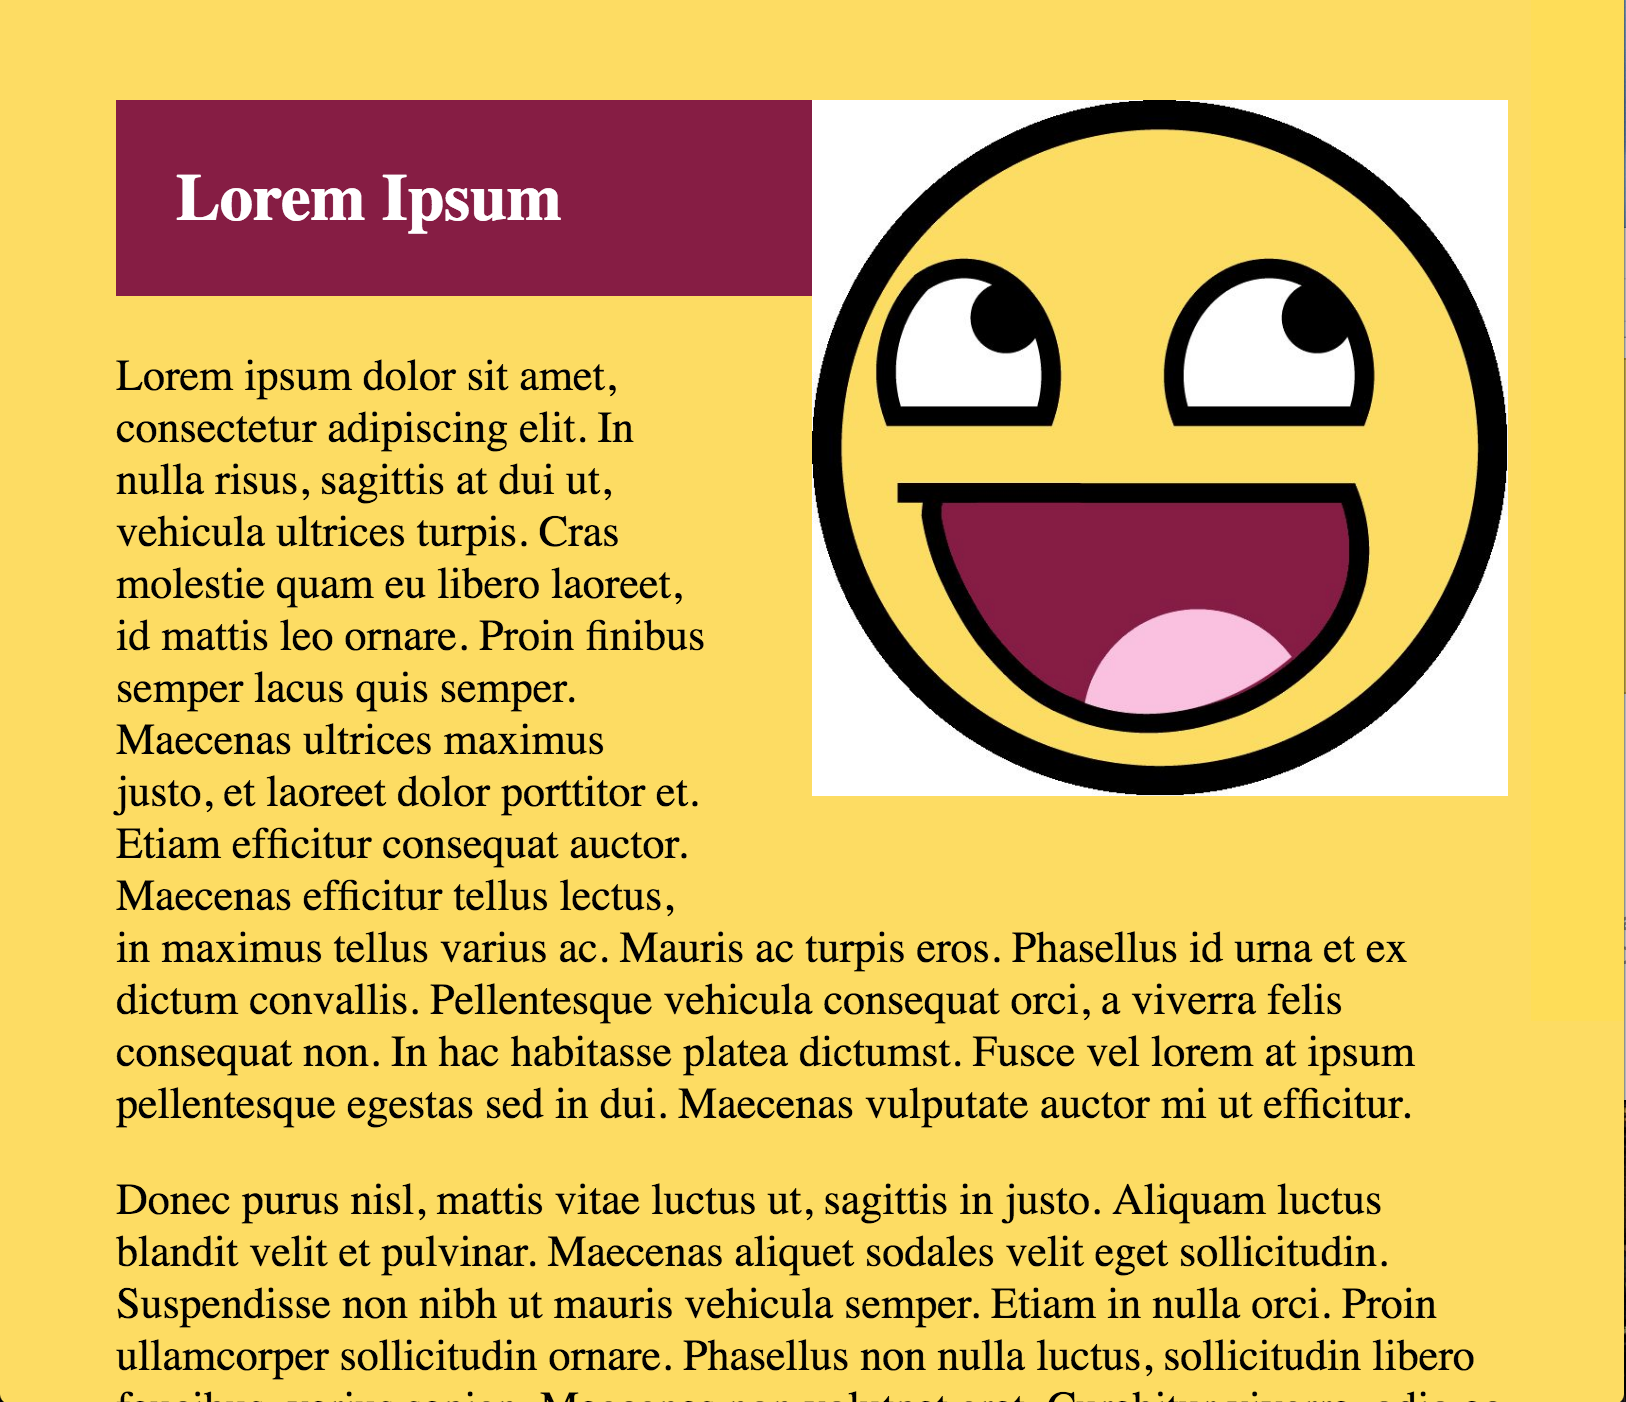 Lorem Ipsum
Lorem ipsum dolor sit amet,
consectetur adipiscing elit. In
nulla risus, sagittis at dui ut,
vehicula ultrices turpis. Cras
molestie quam eu libero laoreet,
id mattis leo ornare. Proin finibus
semper lacus quis semper.
Maecenas ultrices maximus
justo, et laoreet dolor porttitor et.
Etiam efficitur consequat auctor.
Maecenas efficitur tellus lectus,
in maximus tellus varius ac. Mauris ac turpis eros. Phasellus id urna et ex
dictum convallis. Pellentesque vehicula consequat orci, a viverra felis
consequat non. In hac habitasse platea dictumst. Fusce vel lorem at ipsum
pellentesque egestas sed in dui. Maecenas vulputate auctor mi ut efficitur.
Donec purus nisl, mattis vitae luctus ut, sagittis in justo. Aliquam luctus
blandit velit et pulvinar. Maecenas aliquet sodales velit eget sollicitudin.
Suspendisse non nibh ut mauris vehicula semper. Etiam in nulla orci. Proin
ullamcorper sollicitudin ornare. Phasellus non nulla luctus, sollicitudin libero